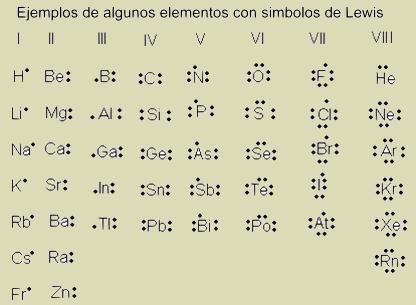 Ejemplos de algunos elementos con simbolos de Lewis
I II III IV V VI VII VIII
H Be B C N O F He
Li Mg Al Si P S Cl Ne
Na Ca Ga Ge As Se Br Ar
K Sr In Sn Sb Te I Kr
Rb Ba Tl Pb Bi Po At Xe
Cs Ra Rn
Fr Zn